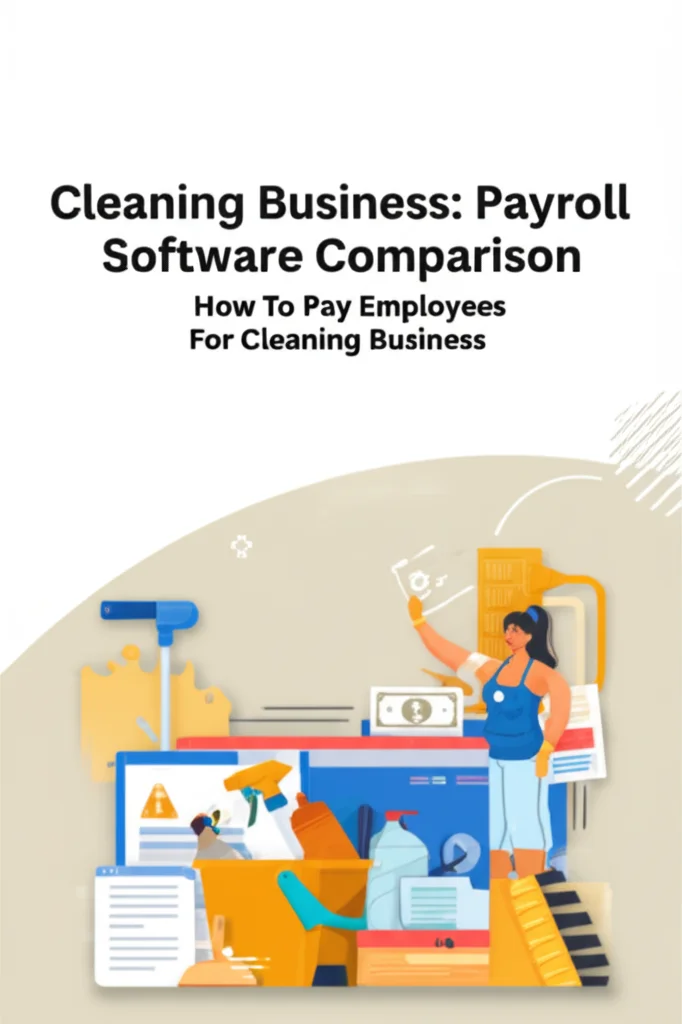 Cleaning Business: Payroll
Software Comparison
How To Pay Employees
For Cleaning Business